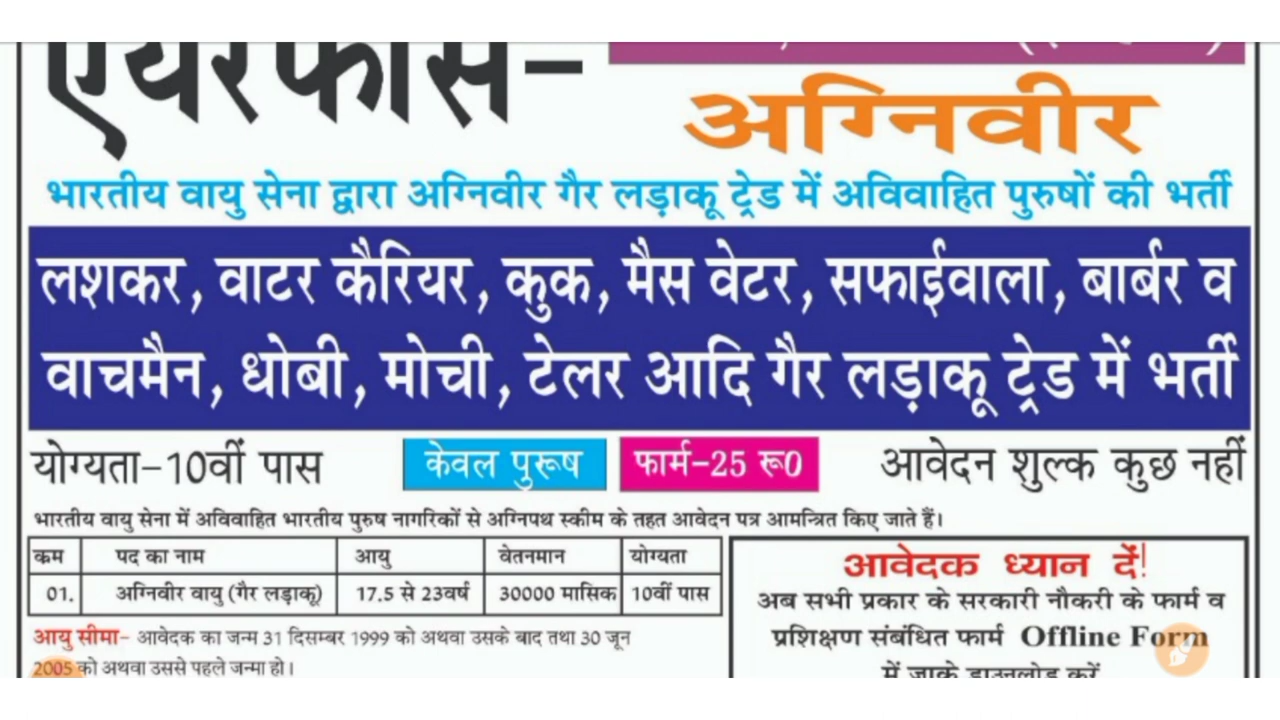 एयरफोर्स-
अग्निवीर
भारतीय वायु सेना द्वारा अग्निवीर गैर लड़ाकू ट्रेड में अविवाहित पुरुषों की भर्ती
लशकर, वाटर कैरियर, कुक, मैस वेटर, सफाईवाला, बार्बर व
वाचमैन, धोबी, मोची, टेलर आदि गैर लड़ाकू ट्रेड में भर्ती
योग्यता-10वीं पास केवल पुरूष फार्म-25 रू0 आवेदन शुल्क कुछ नहीं
भारतीय वायु सेना में अविवाहित भारतीय पुरुष नागरिकों से अग्निपथ स्कीम के तहत आवेदन पत्र आमन्त्रित किए जाते हैं।
कम पद का नाम आयु वेतनमान योग्यता
01. अग्निवीर वायु (गैर लड़ाकू) 17.5 से 23वर्ष 30000 मासिक 10वीं पास
आयु सीमा- आवेदक का जन्म 31 दिसम्बर 1999 को अथवा उसके बाद तथा 30 जून
2005 को अथवा उससे पहले जन्मा हो।
आवेदक ध्यान दें!
अब सभी प्रकार के सरकारी नौकरी के फार्म व
प्रशिक्षण संबंधित फार्म Offline Form
में जाके डाउनलोड करें